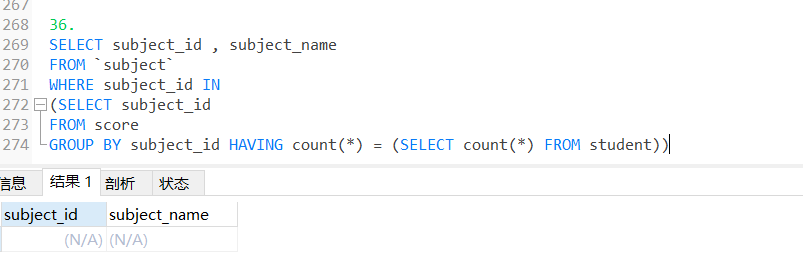 267
268 36.
269 SELECT subject_id , subject_name
270 FROM `subject`
271 WHERE subject_id IN
272 (SELECT subject_id
273 FROM score
274 GROUP BY subject_id HAVING count(*) = (SELECT count(*) FROM student))
信息 结果 1 剖析 状态
subject_id subject_name
(N/A) (N/A)